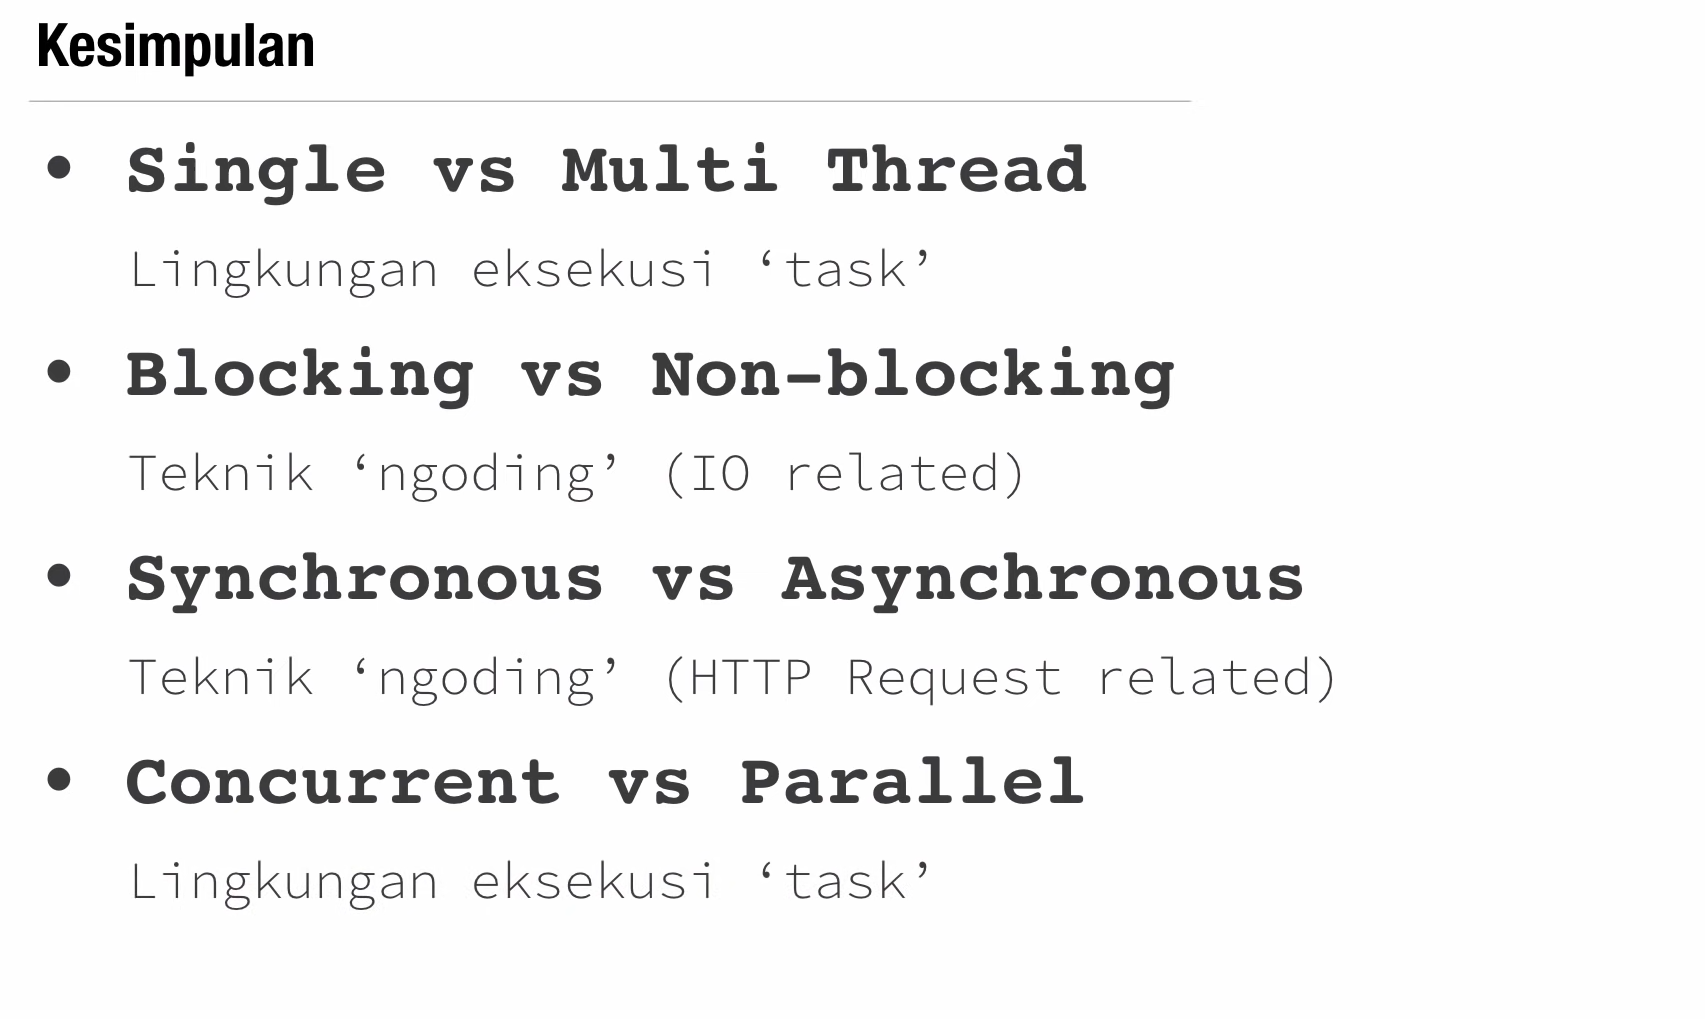 Kesimpulan
• Single vs Multi Thread
Lingkungan eksekusi ‘task’
• Blocking vs Non-blocking
Teknik ‘ngoding’ (IO related)
• Synchronous vs Asynchronous
Teknik ‘ngoding’ (HTTP Request related)
• Concurrent vs Parallel
Lingkungan eksekusi ‘task’